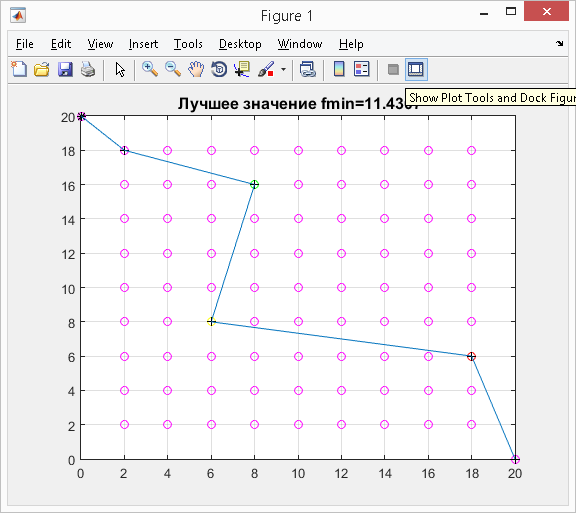 Figure 1
File Edit View Insert Tools Desktop Window Help
Show Plot Tools and Dock Figur
Лучшее значение fmin=11.4367
20
18
16
14
12
10
8
6
4
2
0
0 2 4 6 8 10 12 14 16 18 20